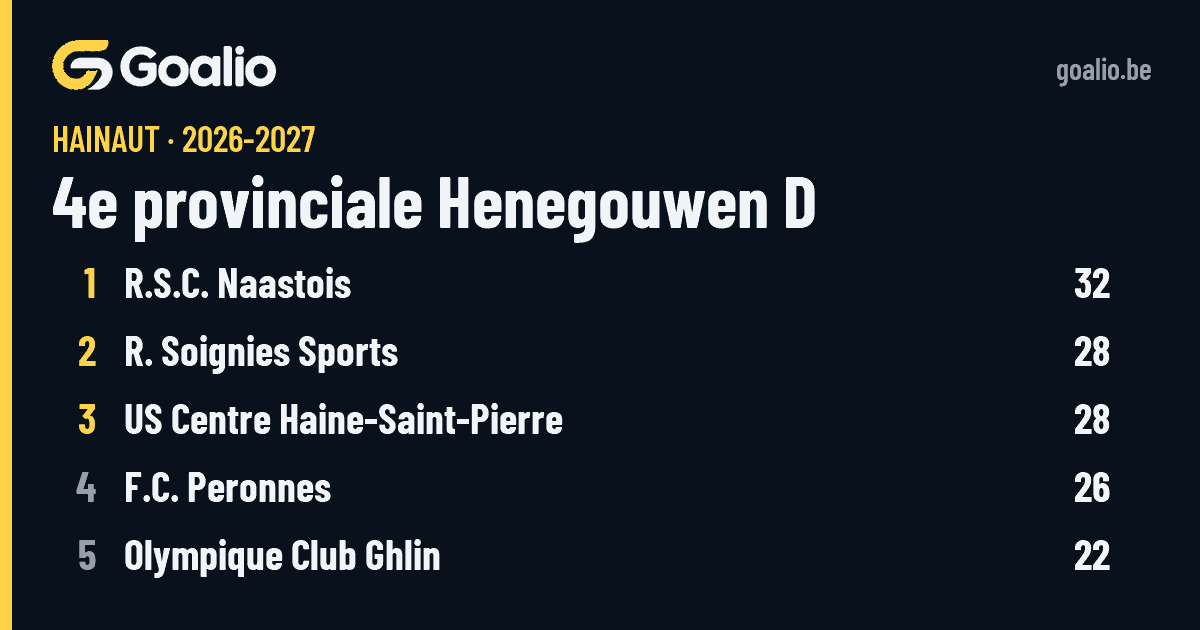 Goalio
goalio.be
HAINAUT · 2026-2027
4e provinciale Henegouwen D
1 R.S.C. Naastois 32
2 R. Soignies Sports 28
3 US Centre Haine-Saint-Pierre 28
4 F.C. Peronnes 26
5 Olympique Club Ghlin 22